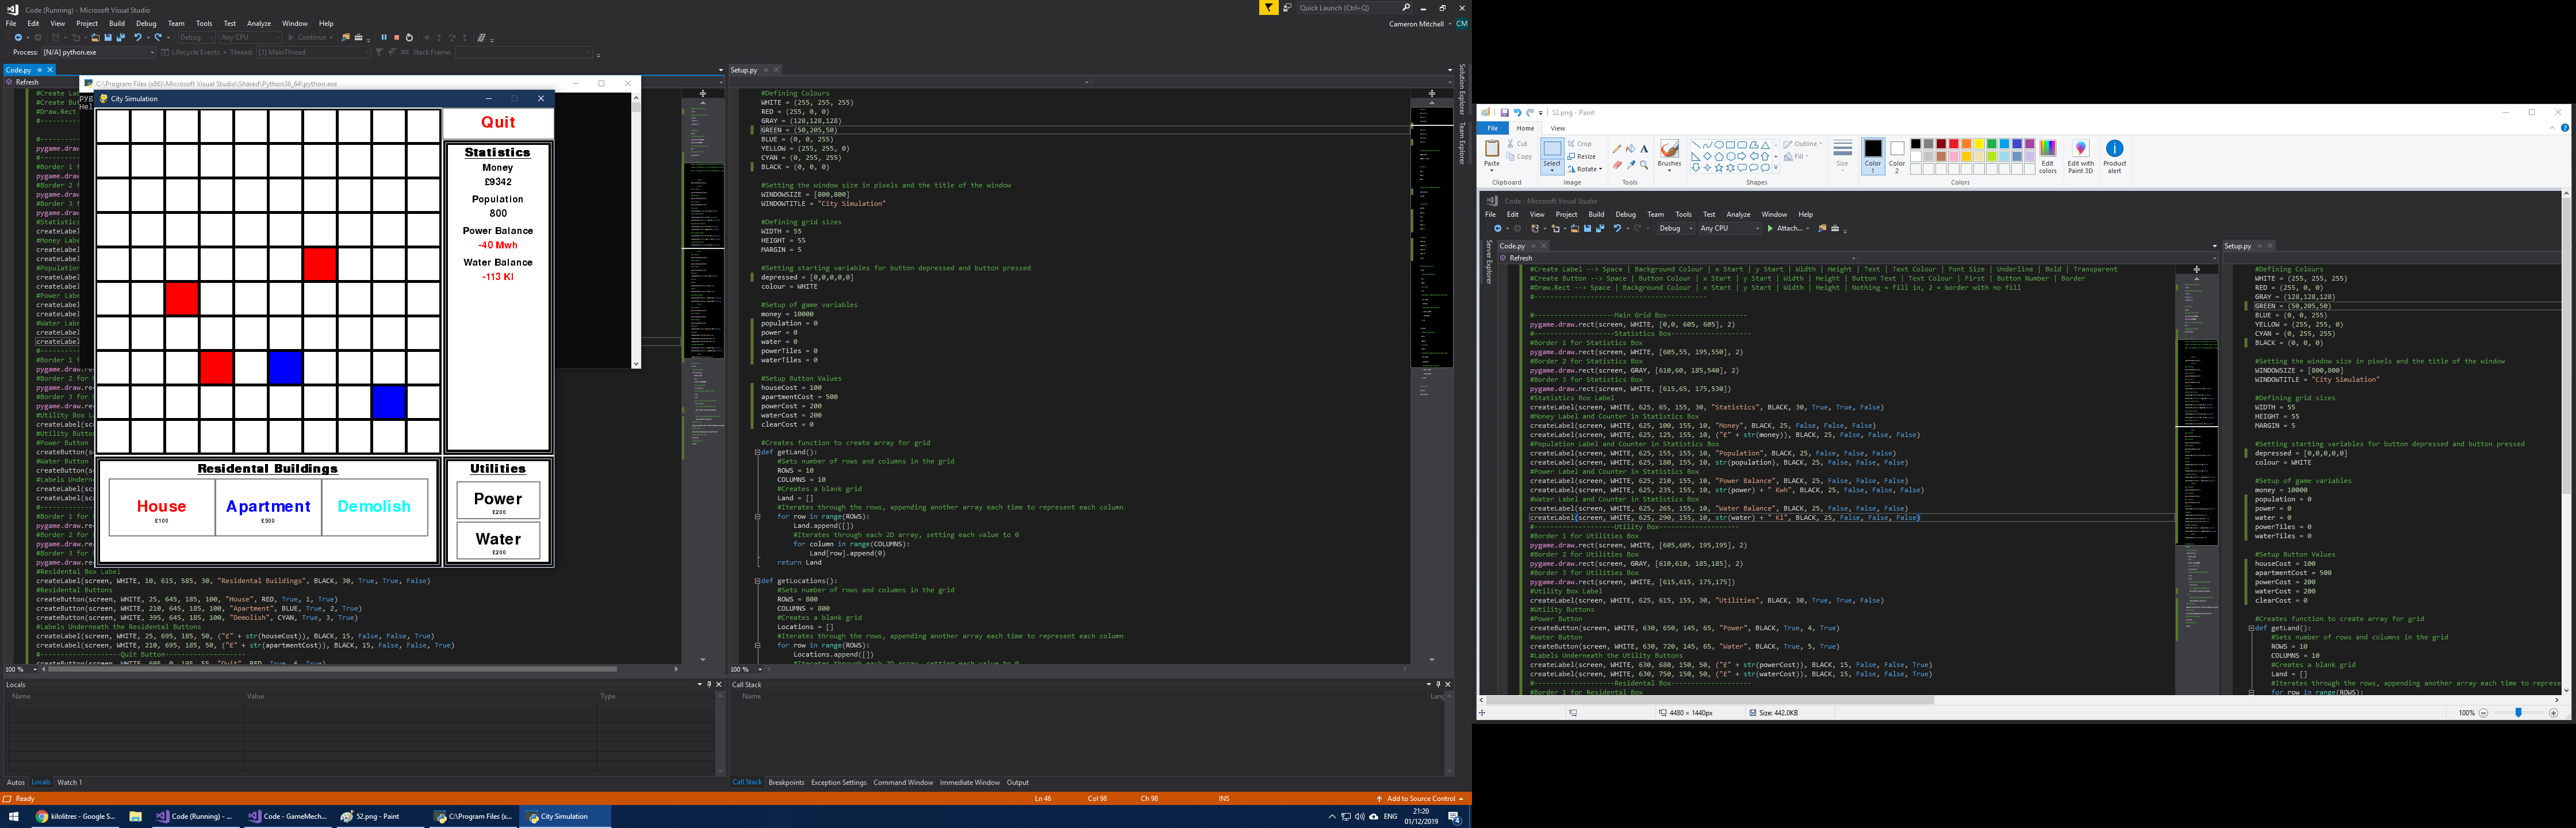 Code (Running) - Microsoft Visual Studio
Quick Launch (Ctrl+Q)
File Edit View Project Build Debug Team Tools Test Analyze Window Help
Cameron Mitchell CM
Debug Any CPU Continue
Process: [N/A] python.exe Lifecycle Events Thread: [1] MainThread Stack Frame:
Code.py
Refresh
C:\Program Files (x86)\Microsoft Visual Studio\Shared\Python36_64\python.exe
City Simulation
Quit
Statistics
Money
£9342
Population
800
Power Balance
-40 Mwh
Water Balance
-113 Kl
Residential Buildings
House
£100
Apartment
£500
Demolish
Utilities
Power
£200
Water
£200
#Residential Box Label
createLabel(screen, WHITE, 10, 615, 585, 30, "Residental Buildings", BLACK, 30, True, True, False)
#Residental Buttons
createButton(screen, WHITE, 25, 645, 185, 100, "House", RED, True, 1, True)
createButton(screen, WHITE, 210, 645, 185, 100, "Apartment", BLUE, True, 2, True)
createButton(screen, WHITE, 395, 645, 185, 100, "Demolish", CYAN, True, 3, True)
#Labels Underneath the Residental Buttons
createLabel(screen, WHITE, 25, 695, 185, 50, ("£" + str(houseCost)), BLACK, 15, False, False, True)
createLabel(screen, WHITE, 210, 695, 185, 50, ("£" + str(apartmentCost)), BLACK, 15, False, False, True)
#--------------------Quit Button--------------------
100 %
Setup.py
#Defining Colours
WHITE = (255, 255, 255)
RED = (255, 0, 0)
GRAY = (128,128,128)
GREEN = (50,205,50)
BLUE = (0, 0, 255)
YELLOW = (255, 255, 0)
CYAN = (0, 255, 255)
BLACK = (0, 0, 0)
#Setting the window size in pixels and the title of the window
WINDOWSIZE = [800,800]
WINDOWTITLE = "City Simulation"
#Defining grid sizes
WIDTH = 55
HEIGHT = 55
MARGIN = 5
#Setting starting variables for button depressed and button pressed
depressed = [0,0,0,0,0]
colour = WHITE
#Setup of game variables
money = 10000
population = 0
power = 0
water = 0
powerTiles = 0
waterTiles = 0
#Setup Button Values
houseCost = 100
apartmentCost = 500
powerCost = 200
waterCost = 200
clearCost = 0
#Creates function to create array for grid
def getLand():
#Sets number of rows and columns in the grid
ROWS = 10
COLUMNS = 10
#Creates a blank grid
Land = []
#Iterates through the rows, appending another array each time to represent each column
for row in range(ROWS):
Land.append([])
#Iterates through each 2D array, setting each value to 0
for column in range(COLUMNS):
Land[row].append(0)
return Land
def getLocations():
#Sets number of rows and columns in the grid
ROWS = 800
COLUMNS = 800
#Creates a blank grid
Locations = []
#Iterates through the rows, appending another array each time to represent each column
for row in range(ROWS):
Locations.append([])
100 %
Solution Explorer
Team Explorer
Locals
Name Value Type
Call Stack
Name Lang
Autos Locals Watch 1
Call Stack Breakpoints Exception Settings Command Window Immediate Window Output
Ready Ln 46 Col 98 Ch 98 INS Add to Source Control
kilolitres - Google S...
Code (Running) - ...
Code - GameMech...
52.png - Paint
C:\Program Files (x...
City Simulation
ENG
21:20
01/12/2019
52.png - Paint
File Home View
Paste Cut Copy
Clipboard
Select Crop Resize Rotate
Image
Tools
Brushes
Outline
Fill
Shapes
Size
Color 1
Color 2
Edit colors
Colors
Edit with Paint 3D
Product alert
Code - Microsoft Visual Studio
File Edit View Project Build Debug Team Tools Test Analyze Window Help
Debug Any CPU Attach...
Server Explorer
Code.py
Refresh
#Create Label --> Space | Background Colour | x Start | y Start | Width | Height | Text | Text Colour | Font Size | Underline | Bold | Transparent
#Create Button --> Space | Button Colour | x Start | y Start | Width | Height | Button Text | Text Colour | First | Button Number | Border
#Draw.Rect --> Space | Background Colour | x Start | y Start | Width | Height | Nothing = fill in, 2 = border with no fill
#--------------------Main Grid Box--------------------
pygame.draw.rect(screen, WHITE, [0,0, 605, 605], 2)
#--------------------Statistics Box--------------------
#Border 1 for Statistics Box
pygame.draw.rect(screen, WHITE, [605,55, 195,550], 2)
#Border 2 for Statistics Box
pygame.draw.rect(screen, GRAY, [610,60, 185,540], 2)
#Border 3 for Statistics Box
pygame.draw.rect(screen, WHITE, [615,65, 175,530])
#Statistics Box Label
createLabel(screen, WHITE, 625, 65, 155, 30, "Statistics", BLACK, 30, True, True, False)
#Money Label and Counter in Statistics Box
createLabel(screen, WHITE, 625, 100, 155, 10, "Money", BLACK, 25, False, False, False)
createLabel(screen, WHITE, 625, 125, 155, 10, ("£" + str(money)), BLACK, 25, False, False, False)
#Population Label and Counter in Statistics Box
createLabel(screen, WHITE, 625, 155, 155, 10, "Population", BLACK, 25, False, False, False)
createLabel(screen, WHITE, 625, 180, 155, 10, str(population), BLACK, 25, False, False, False)
#Power Label and Counter in Statistics Box
createLabel(screen, WHITE, 625, 210, 155, 10, "Power Balance", BLACK, 25, False, False, False)
createLabel(screen, WHITE, 625, 235, 155, 10, str(power) + " Kwh", BLACK, 25, False, False, False)
#Water Label and Counter in Statistics Box
createLabel(screen, WHITE, 625, 265, 155, 10, "Water Balance", BLACK, 25, False, False, False)
createLabel(screen, WHITE, 625, 290, 155, 10, str(water) + " Kl", BLACK, 25, False, False, False)
#--------------------Utility Box--------------------
#Border 1 for Utilities Box
pygame.draw.rect(screen, WHITE, [605,605, 195,195], 2)
#Border 2 for Utilities Box
pygame.draw.rect(screen, GRAY, [610,610, 185,185], 2)
#Border 3 for Utilities Box
pygame.draw.rect(screen, WHITE, [615,615, 175,175])
#Utility Box Label
createLabel(screen, WHITE, 625, 615, 155, 30, "Utilities", BLACK, 30, True, True, False)
#Utility Buttons
#Power Button
createButton(screen, WHITE, 630, 650, 145, 65, "Power", BLACK, True, 4, True)
#Water Button
createButton(screen, WHITE, 630, 720, 145, 65, "Water", BLACK, True, 5, True)
#Labels Underneath the Utility Buttons
createLabel(screen, WHITE, 630, 680, 150, 50, ("£" + str(powerCost)), BLACK, 15, False, False, True)
createLabel(screen, WHITE, 630, 750, 150, 50, ("£" + str(waterCost)), BLACK, 15, False, False, True)
#--------------------Residental Box--------------------
#Border 1 for Residental Box
Setup.py
#Defining Colours
WHITE = (255, 255, 255)
RED = (255, 0, 0)
GRAY = (128,128,128)
GREEN = (50,205,50)
BLUE = (0, 0, 255)
YELLOW = (255, 255, 0)
CYAN = (0, 255, 255)
BLACK = (0, 0, 0)
#Setting the window size in pixels and the title of the window
WINDOWSIZE = [800,800]
WINDOWTITLE = "City Simulation"
#Defining grid sizes
WIDTH = 55
HEIGHT = 55
MARGIN = 5
#Setting starting variables for button depressed and button pressed
depressed = [0,0,0,0,0]
colour = WHITE
#Setup of game variables
money = 10000
population = 0
power = 0
water = 0
powerTiles = 0
waterTiles = 0
#Setup Button Values
houseCost = 100
apartmentCost = 500
powerCost = 200
waterCost = 200
clearCost = 0
#Creates function to create array for grid
def getLand():
#Sets number of rows and columns in the grid
ROWS = 10
COLUMNS = 10
#Creates a blank grid
Land = []
#Iterates through the rows, appending another array each time to represe
for row in range(ROWS):
4480 × 1440px Size: 442.0KB 100%